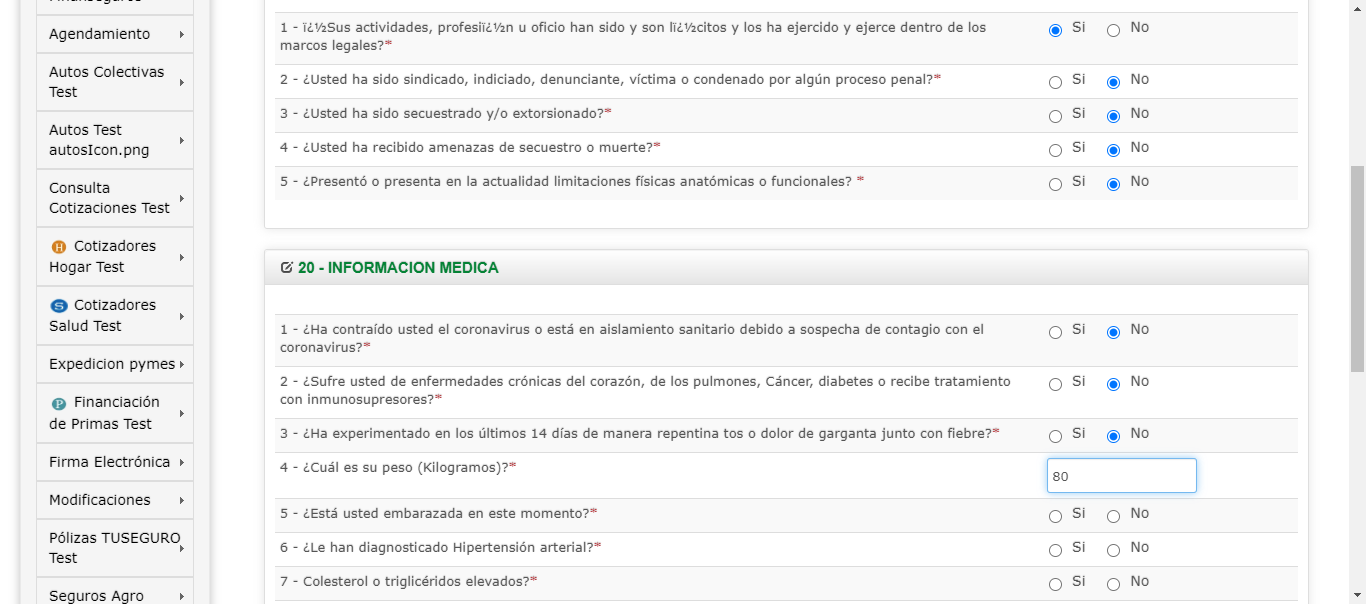 Agendamiento
Autos Colectivas
Test
Autos Test
autosIcon.png
Consulta
Cotizaciones Test
H Cotizadores
Hogar Test
S Cotizadores
Salud Test
Expedicion pymes
P Financiación
de Primas Test
Firma Electrónica
Modificaciones
Pólizas TUSEGURO
Test
Seguros Agro
1 - ï¿½Sus actividades, profesiï¿½n u oficio han sido y son lï¿½citos y los ha ejercido y ejerce dentro de los
marcos legales?* Si No
2 - ¿Usted ha sido sindicado, indiciado, denunciante, víctima o condenado por algún proceso penal?* Si No
3 - ¿Usted ha sido secuestrado y/o extorsionado?* Si No
4 - ¿Usted ha recibido amenazas de secuestro o muerte?* Si No
5 - ¿Presentó o presenta en la actualidad limitaciones físicas anatómicas o funcionales? * Si No
20 - INFORMACION MEDICA
1 - ¿Ha contraído usted el coronavirus o está en aislamiento sanitario debido a sospecha de contagio con el
coronavirus?* Si No
2 - ¿Sufre usted de enfermedades crónicas del corazón, de los pulmones, Cáncer, diabetes o recibe tratamiento
con inmunosupresores?* Si No
3 - ¿Ha experimentado en los últimos 14 días de manera repentina tos o dolor de garganta junto con fiebre?* Si No
4 - ¿Cuál es su peso (Kilogramos)?* 80
5 - ¿Está usted embarazada en este momento?* Si No
6 - ¿Le han diagnosticado Hipertensión arterial?* Si No
7 - Colesterol o triglicéridos elevados?* Si No